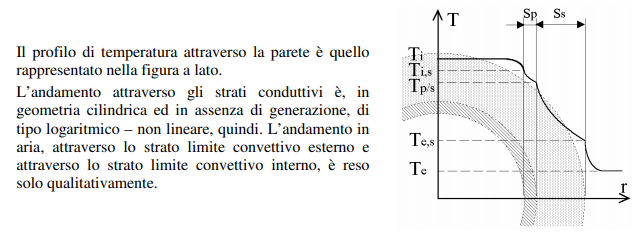 Il profilo di temperatura attraverso la parete è quello
rappresentato nella figura a lato.
L'andamento attraverso gli strati conduttivi è, in
geometria cilindrica ed in assenza di generazione, di
tipo logaritmico – non lineare, quindi. L'andamento in
aria, attraverso lo strato limite convettivo esterno e
attraverso lo strato limite convettivo interno, è reso
solo qualitativamente.
Sp Ss
T
Ti
Ti,s
Tp/s
Te,s
Te
r